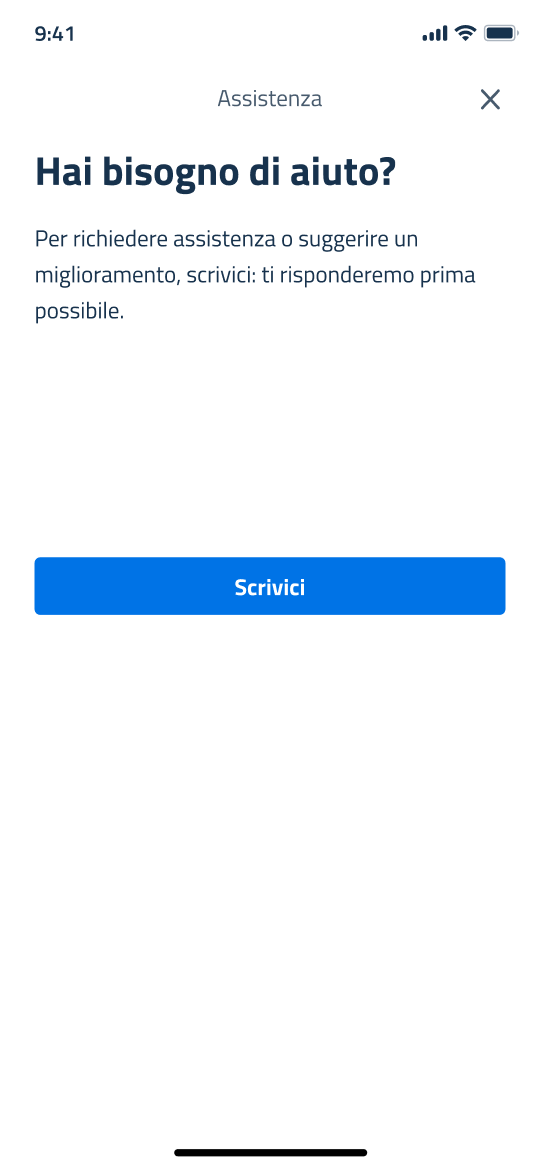 9:41
Assistenza
Hai bisogno di aiuto?
Per richiedere assistenza o suggerire un
miglioramento, scrivici: ti risponderemo prima
possibile.
Scrivici